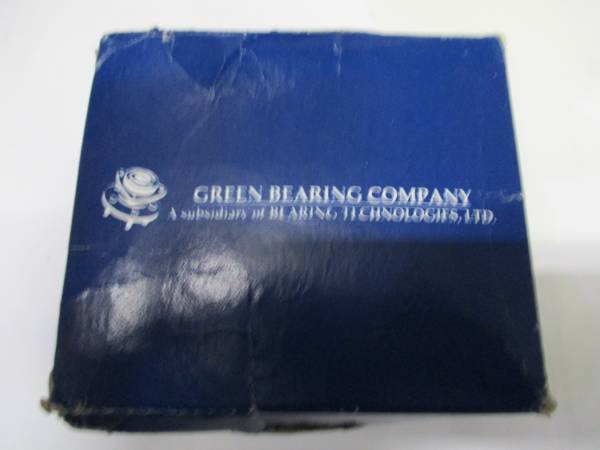 GREEN BEARING COMPANY
A subsidiary of BEARING TECHNOLOGIES, LTD.